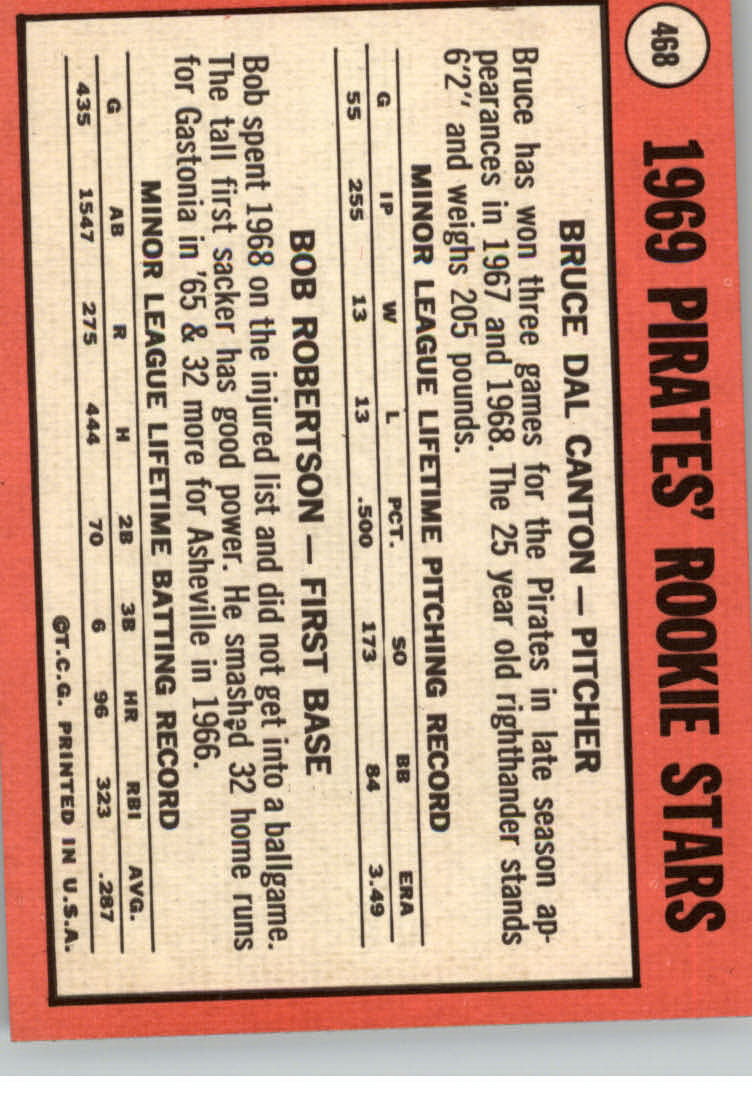 468
1969 PIRATES' ROOKIE STARS
BRUCE DAL CANTON — PITCHER
Bruce has won three games for the Pirates in late season ap-
pearances in 1967 and 1968. The 25 year old righthander stands
6'2" and weighs 205 pounds.
MINOR LEAGUE LIFETIME PITCHING RECORD
G IP W L PCT. SO BB ERA
55 255 13 13 .500 173 84 3.49
BOB ROBERTSON — FIRST BASE
Bob spent 1968 on the injured list and did not get into a ballgame.
The tall first sacker has good power. He smashed 32 home runs
for Gastonia in '65 & 32 more for Asheville in 1966.
MINOR LEAGUE LIFETIME BATTING RECORD
G AB R H 2B 3B HR RBI AVG.
435 1547 275 444 70 6 96 323 .287
©T.C.G. PRINTED IN U.S.A.